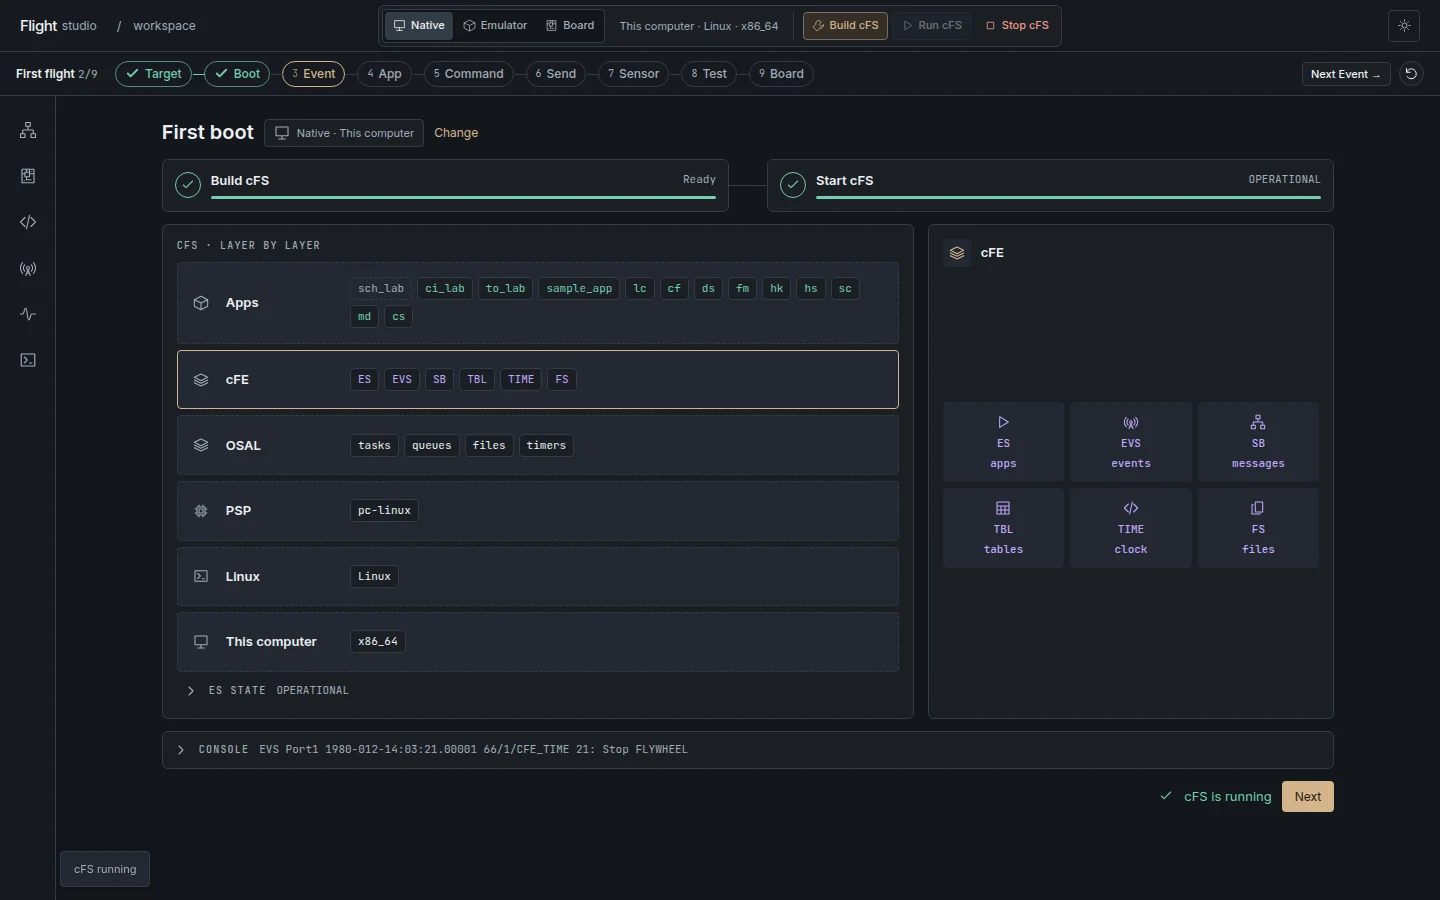 Flight studio / workspace
Native Emulator Board This computer · Linux · x86_64 Build cFS Run cFS Stop cFS
First flight 2/9 Target Boot 3 Event 4 App 5 Command 6 Send 7 Sensor 8 Test 9 Board Next Event →
First boot Native · This computer Change
Build cFS Ready
Start cFS OPERATIONAL
CFS · LAYER BY LAYER
Apps sch_lab ci_lab to_lab sample_app lc cf ds fm hk hs sc
md cs
cFE ES EVS SB TBL TIME FS
OSAL tasks queues files timers
PSP pc-linux
Linux Linux
This computer x86_64
ES STATE OPERATIONAL
cFE
ES EVS SB
apps events messages
TBL TIME FS
tables clock files
CONSOLE EVS Port1 1980-012-14:03:21.00001 66/1/CFE_TIME 21: Stop FLYWHEEL
cFS is running Next
cFS running